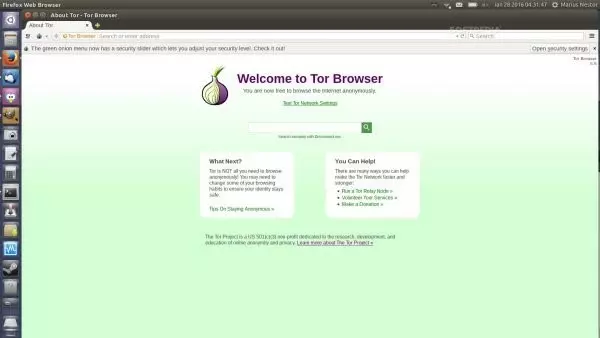 Firefox Web Browser
Jan 28 2016 04:31:47
Marius Nestor
About Tor - Tor Browser
About Tor
Tor Browser
Search or enter address
Search
The green onion menu now has a security slider which lets you adjust your security level. Check it out!
Open security settings
Tor Browser
Welcome to Tor Browser
You are now free to browse the Internet anonymously.
Test Tor Network Settings
What Next?
Tor is NOT all you need to browse
anonymously! You may need to
change some of your browsing
habits to ensure your identity stays
safe.
Tips On Staying Anonymous »
You Can Help!
There are many ways you can help
make the Tor Network faster and
stronger:
Run a Tor Relay Node »
Volunteer Your Services »
Make a Donation »
The Tor Project is a US 501(c)(3) non-profit dedicated to the research, development, and
education of online anonymity and privacy. Learn more about The Tor Project »